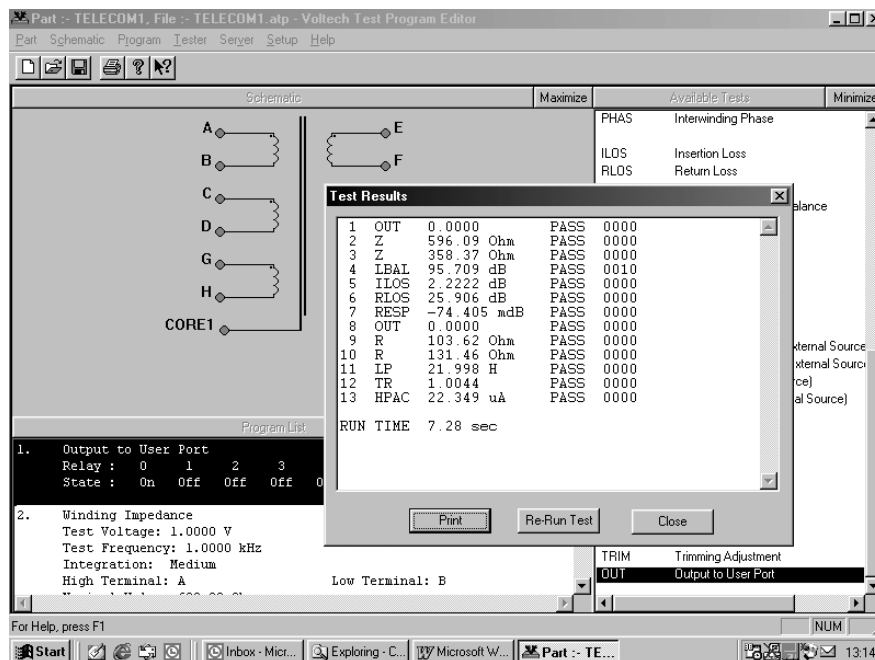 Part :- TELECOM1, File :- TELECOM1.atp - Voltech Test Program Editor
Part Schematic Program Tester Server Setup Help
Schematic Maximize Available Tests Minimize
A
B
C
D
G
H
CORE1
E
F
PHAS Interwinding Phase
ILOS Insertion Loss
RLOS Return Loss
alance
xternal Source
xternal Sourc
rce)
al Source)
TRIM Trimming Adjustment
OUT Output to User Port
Test Results
1 OUT 0.0000 PASS 0000
2 Z 596.09 Ohm PASS 0000
3 Z 358.37 Ohm PASS 0000
4 LBAL 95.709 dB PASS 0010
5 ILOS 2.2222 dB PASS 0000
6 RLOS 25.906 dB PASS 0000
7 RESP -74.405 mdB PASS 0000
8 OUT 0.0000 PASS 0000
9 R 103.62 Ohm PASS 0000
10 R 131.46 Ohm PASS 0000
11 LP 21.998 H PASS 0000
12 TR 1.0044 PASS 0000
13 HPAC 22.349 uA PASS 0000
RUN TIME 7.28 sec
Print Re-Run Test Close
Program List
1. Output to User Port
Relay : 0 1 2 3
State : On Off Off Off 0
2. Winding Impedance
Test Voltage: 1.0000 V
Test Frequency: 1.0000 kHz
Integration: Medium
High Terminal: A Low Terminal: B
For Help, press F1 NUM
Start Inbox - Micr... Exploring - C... Microsoft W... Part :- TE... 13:14